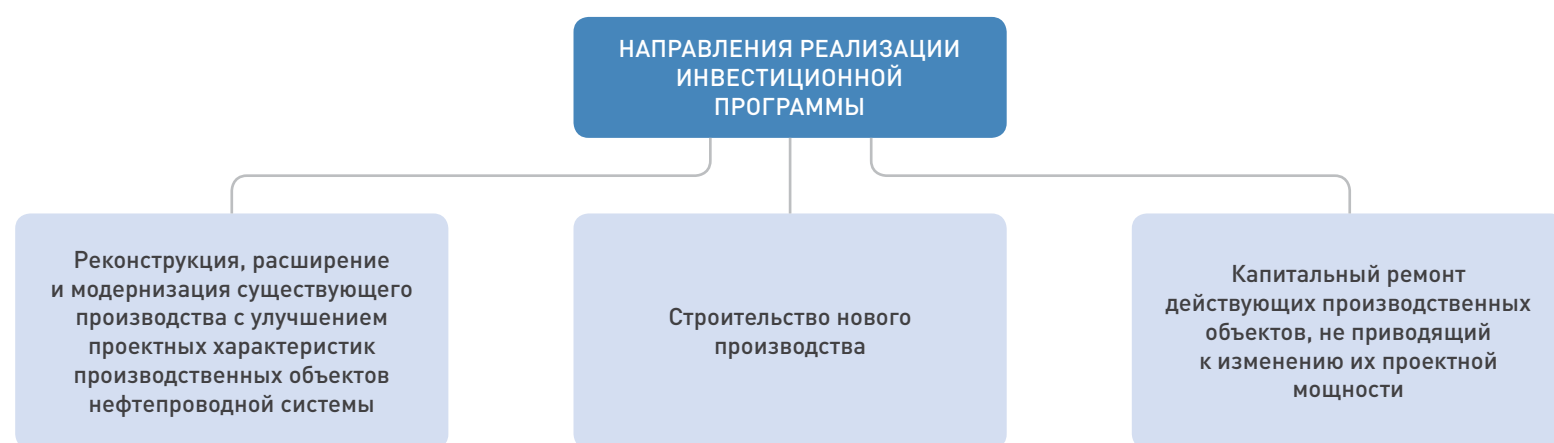 НАПРАВЛЕНИЯ РЕАЛИЗАЦИИ
ИНВЕСТИЦИОННОЙ
ПРОГРАММЫ
Реконструкция, расширение
и модернизация существующего
производства с улучшением
проектных характеристик
производственных объектов
нефтепроводной системы
Строительство нового
производства
Капитальный ремонт
действующих производственных
объектов, не приводящий
к изменению их проектной
мощности